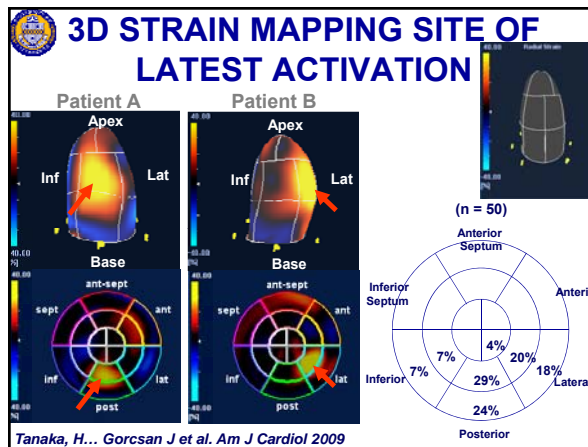 3D STRAIN MAPPING SITE OF
LATEST ACTIVATION
Patient A
Patient B
Apex
Apex
Inf
Lat
Inf
Lat
Base
Base
ant-sept
sept
ant
inf
lat
post
ant-sept
sept
ant
inf
lat
post
Radial Strain
(n = 50)
Anterior
Septum
Inferior
Septum
Anteri
4%
7%
20%
7%
18%
Inferior
Latera
29%
24%
Posterior
Tanaka, H... Gorcsan J et al. Am J Cardiol 2009